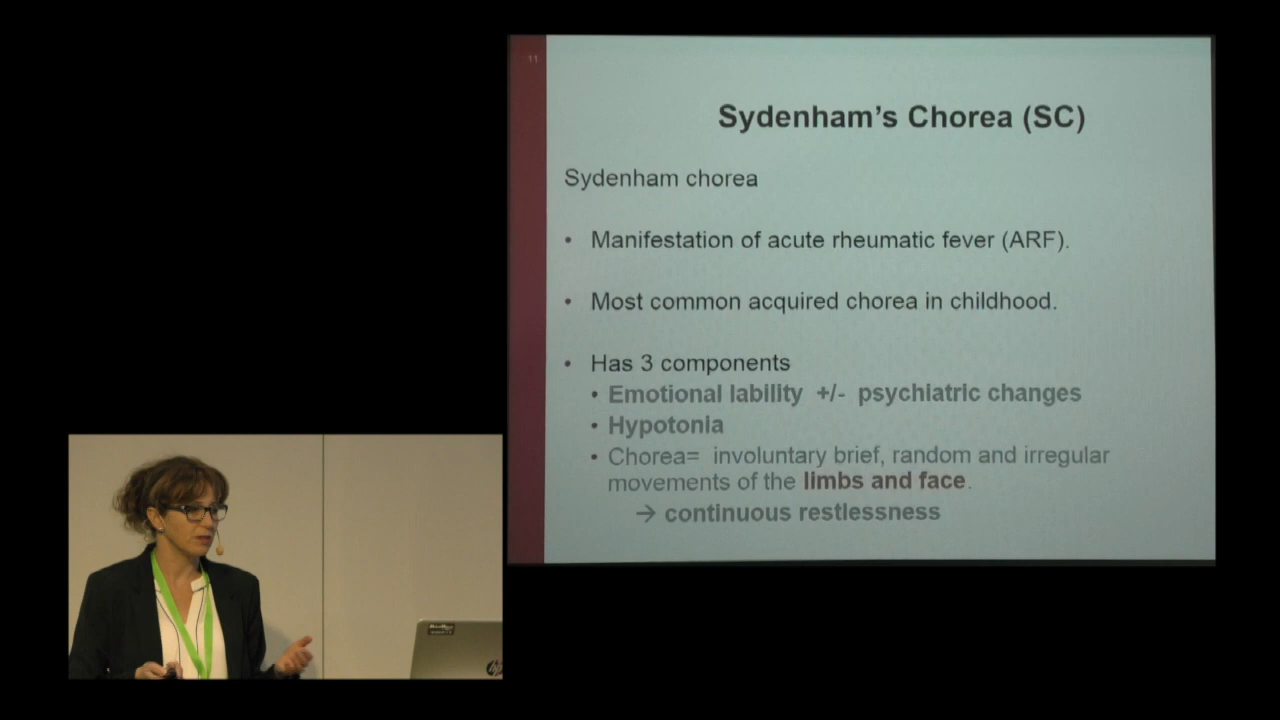 11
Sydenham's Chorea (SC)
Sydenham chorea
• Manifestation of acute rheumatic fever (ARF).
• Most common acquired chorea in childhood.
• Has 3 components
• Emotional lability +/- psychiatric changes
• Hypotonia
• Chorea= involuntary brief, random and irregular
movements of the limbs and face.
→ continuous restlessness
hp